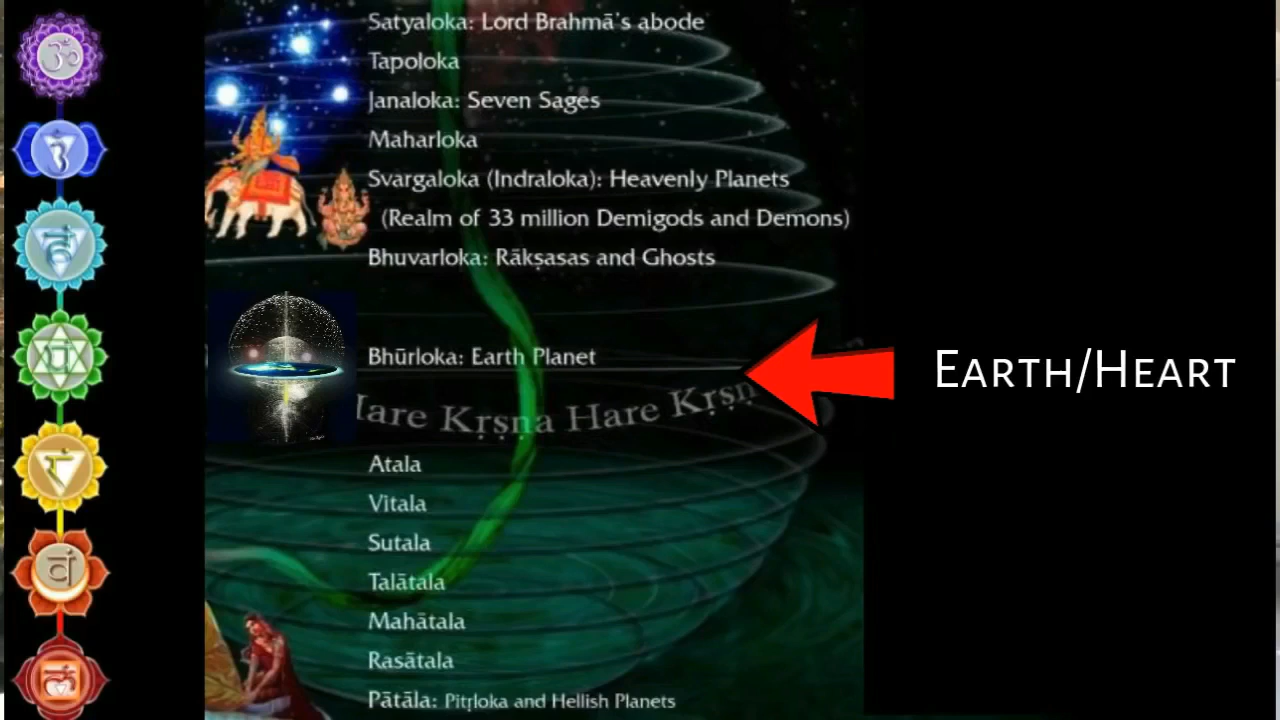 ॐ
Satyaloka: Lord Brahmā's abode
Tapoloka
Janaloka: Seven Sages
Maharloka
Svargaloka (Indraloka): Heavenly Planets
(Realm of 33 million Demigods and Demons)
हं
Bhuvarloka: Rākṣasas and Ghosts
Bhūrloka: Earth Planet
यं
Earth/Heart
Hare Kṛṣṇa Hare Kṛṣṇ
Atala
रं
Vitala
Sutala
वं
Talātala
Mahātala
Rasātala
लं
Pātāla: Pitṛloka and Hellish Planets